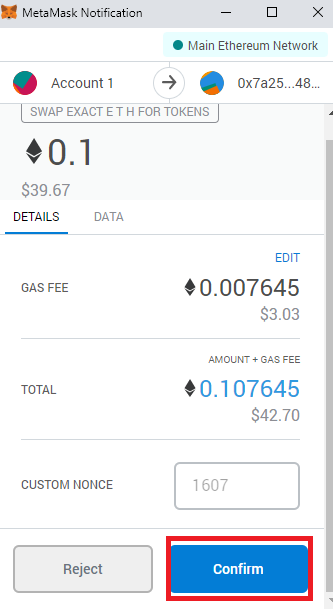 MetaMask Notification
Main Ethereum Network
Account 1
0x7a25...48...
SWAP EXACT E T H FOR TOKENS
0.1
$39.67
DETAILS DATA
EDIT
GAS FEE 0.007645
$3.03
AMOUNT + GAS FEE
TOTAL 0.107645
$42.70
CUSTOM NONCE 1607
Reject Confirm